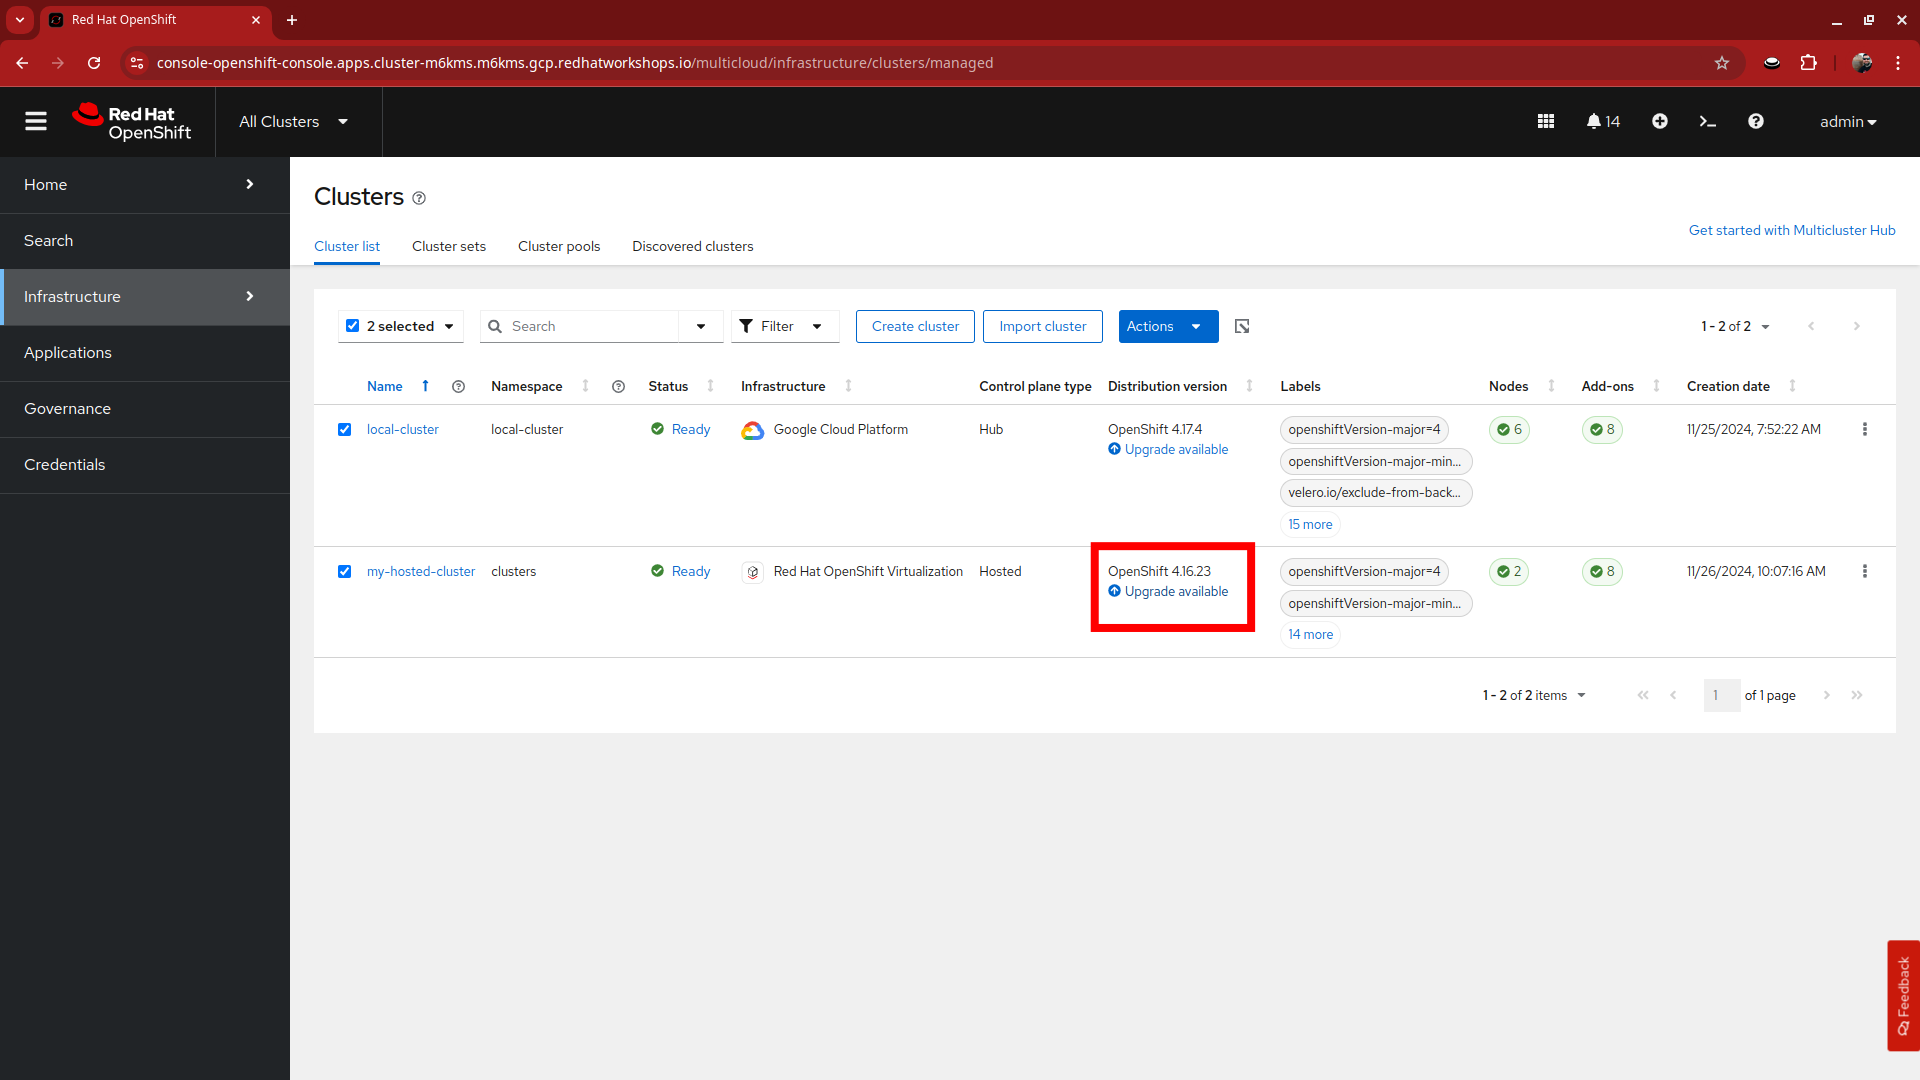 Red Hat OpenShift
console-openshift-console.apps.cluster-m6kms.m6kms.gcp.redhatworkshops.io/multicloud/infrastructure/clusters/managed
Red Hat
OpenShift
All Clusters
14
admin
Home
Search
Infrastructure
Applications
Governance
Credentials
Clusters
Get started with Multicluster Hub
Cluster list Cluster sets Cluster pools Discovered clusters
2 selected Search Filter Create cluster Import cluster Actions 1 - 2 of 2
Name Namespace Status Infrastructure Control plane type Distribution version Labels Nodes Add-ons Creation date
local-cluster local-cluster Ready Google Cloud Platform Hub OpenShift 4.17.4 openshiftVersion-major=4 6 8 11/25/2024, 7:52:22 AM
Upgrade available
openshiftVersion-major-min...
velero.io/exclude-from-back...
15 more
my-hosted-cluster clusters Ready Red Hat OpenShift Virtualization Hosted OpenShift 4.16.23 openshiftVersion-major=4 2 8 11/26/2024, 10:07:16 AM
Upgrade available
openshiftVersion-major-min...
14 more
1 - 2 of 2 items 1 of 1 page
Feedback